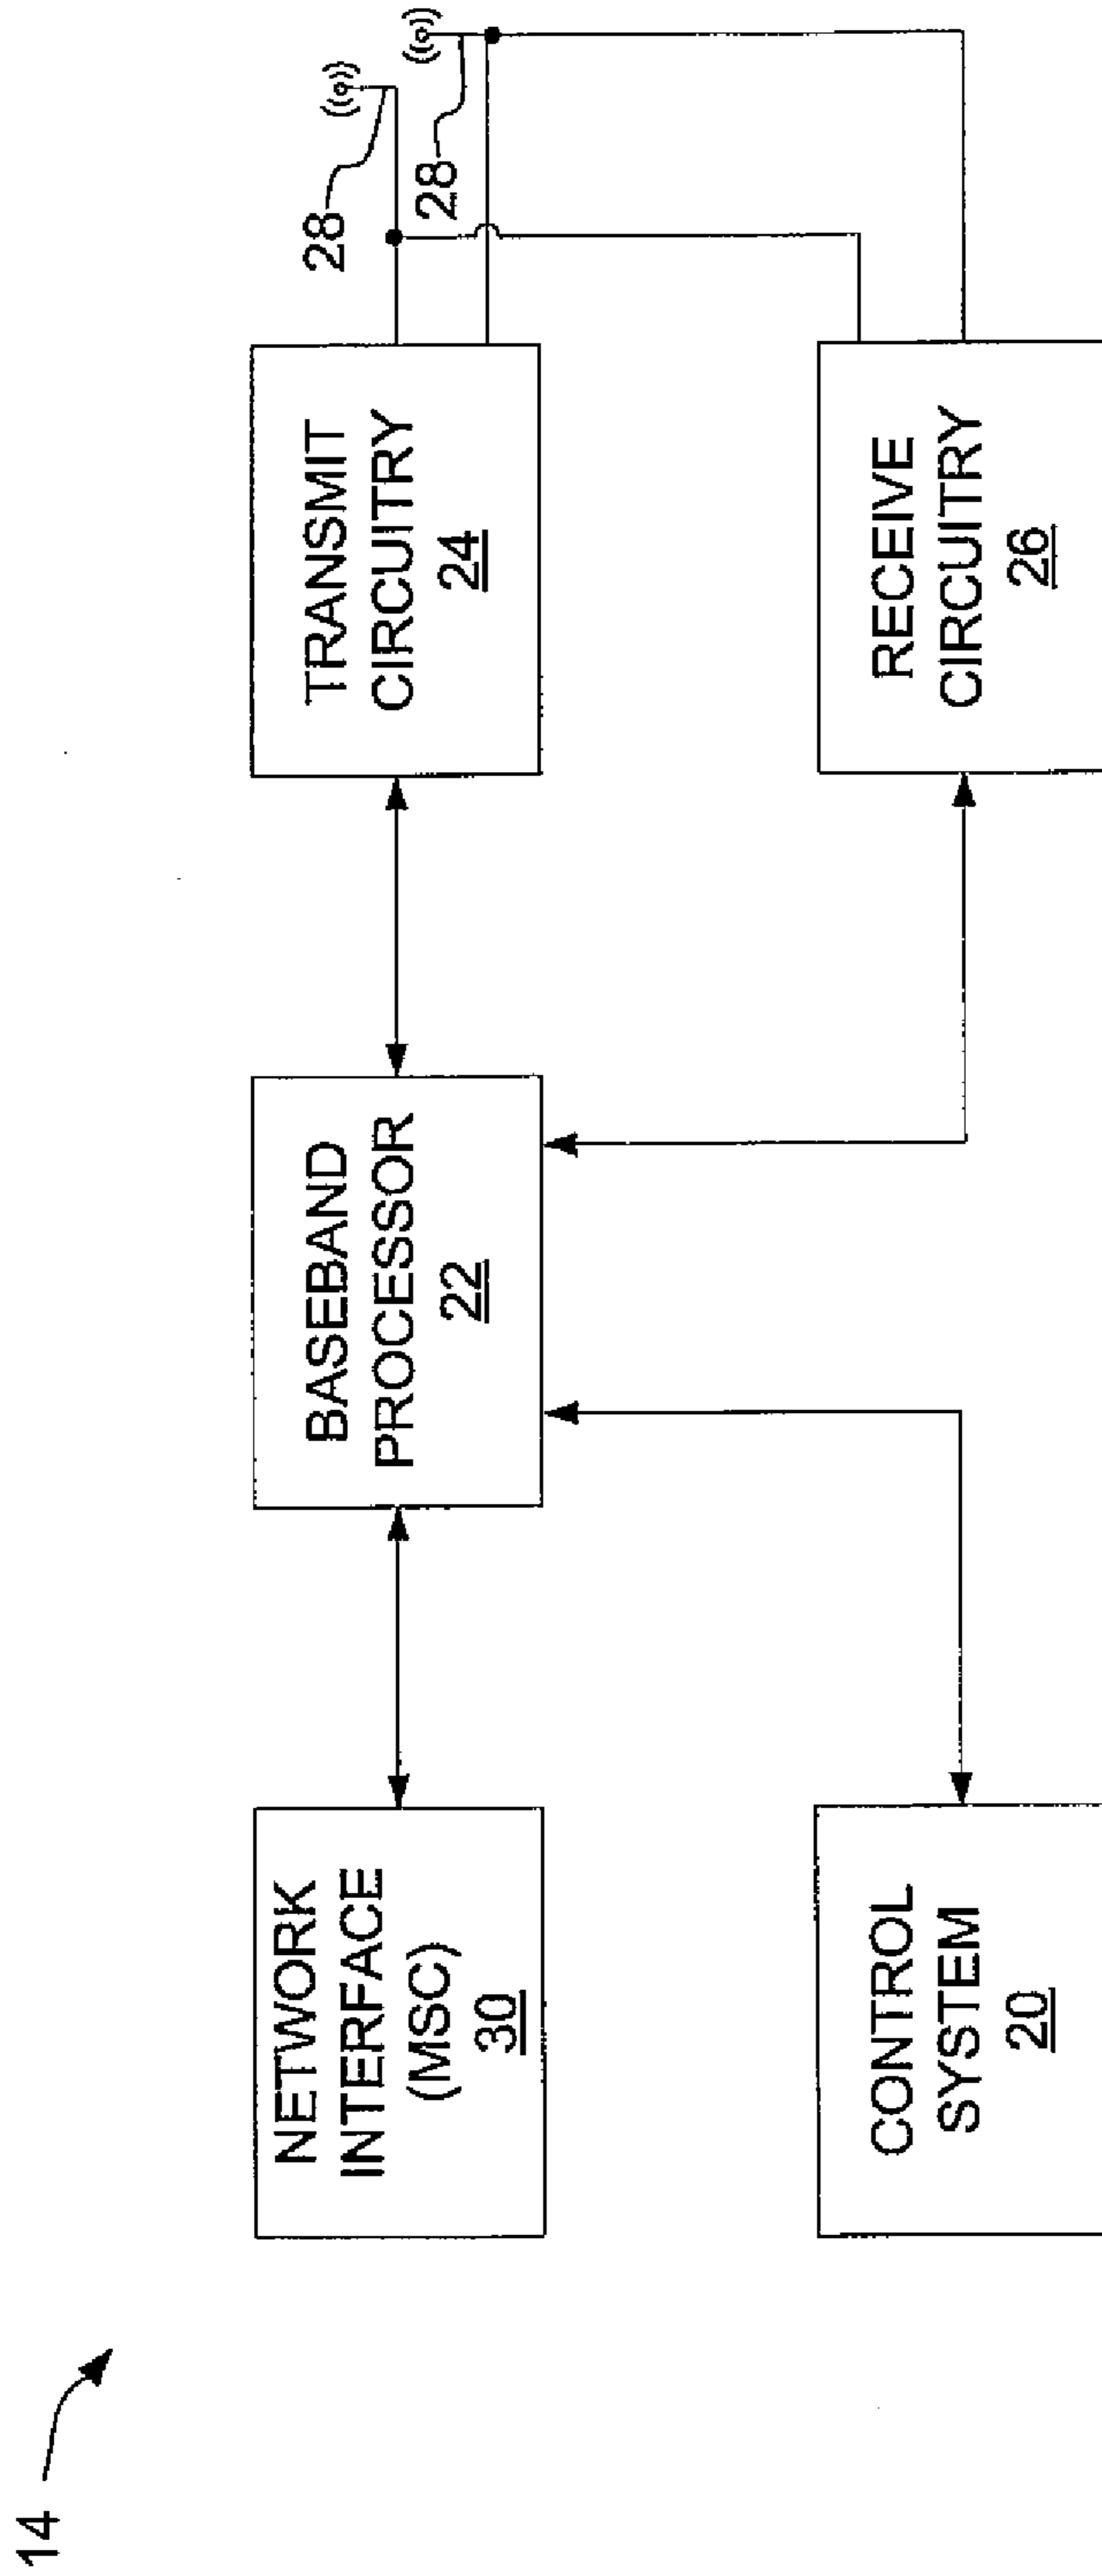 14
NETWORK
INTERFACE
(MSC)
30
BASEBAND
PROCESSOR
22
TRANSMIT
CIRCUITRY
24
28
28
CONTROL
SYSTEM
20
RECEIVE
CIRCUITRY
26